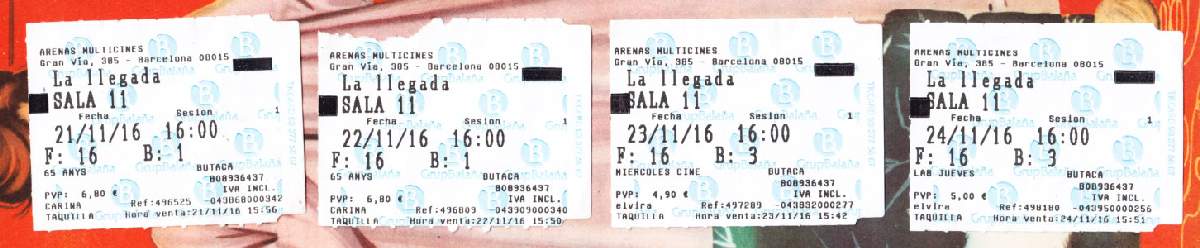 ARENAS MULTICINES
Gran Via, 385 - Barcelona 08015
La llegada
SALA 11
Fecha Sesion 1
21/11/16 16:00
F: 16 B: 1
BUTACA
65 ANYS B08936437
PVP: 6,80 € IVA INCL.
CARINA Ref:496525
TAQUILLA Hora venta:21/11/16 15:56
ARENAS MULTICINES
Gran Via, 385 - Barcelona 08015
La llegada
SALA 11
Fecha Sesion 1
22/11/16 16:00
F: 16 B: 1
65 ANYS BUTACA
B08936437
PVP: 6,80 € IVA INCL.
CARINA Ref:496809
TAQUILLA Hora venta:22/11/16 15:50
ARENAS MULTICINES
Gran Via, 385 - Barcelona 08015
La llegada
SALA 11
Fecha Sesion 1
23/11/16 16:00
F: 16 B: 3
MIERCOLES CINE BUTACA
B08936437
PVP: 4,90 € IVA INCL.
elvira Ref:497289 -043932000277
TAQUILLA Hora venta:23/11/16 15:42
ARENAS MULTICINES
Gran Via, 385 - Barcelona 08015
La llegada
SALA 11
Fecha Sesion 1
24/11/16 16:00
F: 16 B: 3
LAB JUEVES BUTACA
B08936437
PVP: 5,00 € IVA INCL.
elvira Ref:498180 -043950000256
TAQUILLA Hora venta:24/11/16 15:51